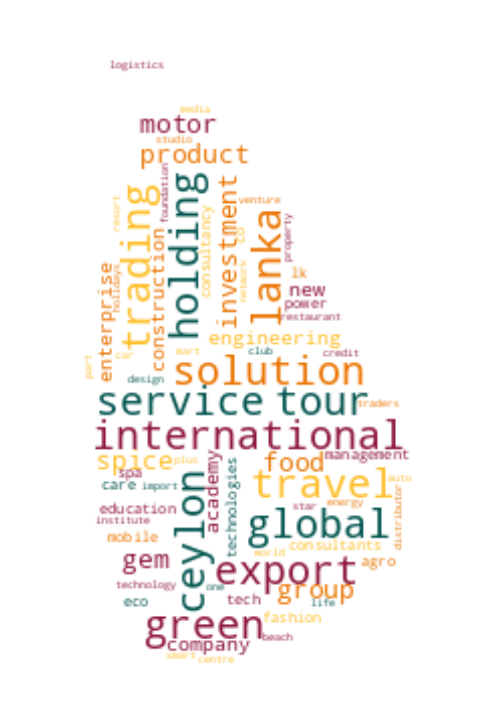 logistics
media
motor
studio
product
foundation
trading
holding
consultancy
investment
co
network
venture
lanka
property
resort
enterprise
holidays
construction
lk
new
power
restaurant
engineering
part
car
mart
club
credit
solution
design
service
tour
traders
international
spice
plus
academy
food
management
spa
care
import
ceylon
technologies
travel
auto
distributor
education
star
energy
institute
global
mobile
world
consultants
gem
export
agro
technology
one
group
eco
tech
life
green
fashion
company
beach
smart
centre